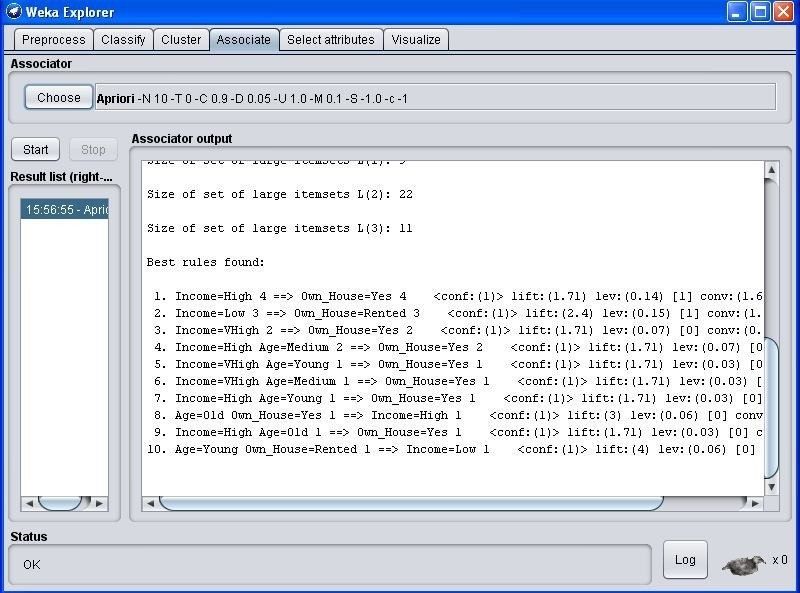 Weka Explorer
Preprocess Classify Cluster Associate Select attributes Visualize
Associator
Choose Apriori -N 10 -T 0 -C 0.9 -D 0.05 -U 1.0 -M 0.1 -S -1.0 -c -1
Start Stop
Result list (right-...
15:56:55 - Aprio
Associator output
Size of set of large itemsets L(1): 9
Size of set of large itemsets L(2): 22
Size of set of large itemsets L(3): 11
Best rules found:
1. Income=High 4 ==> Own_House=Yes 4 <conf:(1)> lift:(1.71) lev:(0.14) [1] conv:(1.6
2. Income=Low 3 ==> Own_House=Rented 3 <conf:(1)> lift:(2.4) lev:(0.15) [1] conv:(1.
3. Income=VHigh 2 ==> Own_House=Yes 2 <conf:(1)> lift:(1.71) lev:(0.07) [0] conv:(0.
4. Income=High Age=Medium 2 ==> Own_House=Yes 2 <conf:(1)> lift:(1.71) lev:(0.07) [0
5. Income=VHigh Age=Young 1 ==> Own_House=Yes 1 <conf:(1)> lift:(1.71) lev:(0.03) [0
6. Income=VHigh Age=Medium 1 ==> Own_House=Yes 1 <conf:(1)> lift:(1.71) lev:(0.03) [
7. Income=High Age=Young 1 ==> Own_House=Yes 1 <conf:(1)> lift:(1.71) lev:(0.03) [0]
8. Age=Old Own_House=Yes 1 ==> Income=High 1 <conf:(1)> lift:(3) lev:(0.06) [0] conv
9. Income=High Age=Old 1 ==> Own_House=Yes 1 <conf:(1)> lift:(1.71) lev:(0.03) [0] c
10. Age=Young Own_House=Rented 1 ==> Income=Low 1 <conf:(1)> lift:(4) lev:(0.06) [0]
Status
OK
Log
x 0